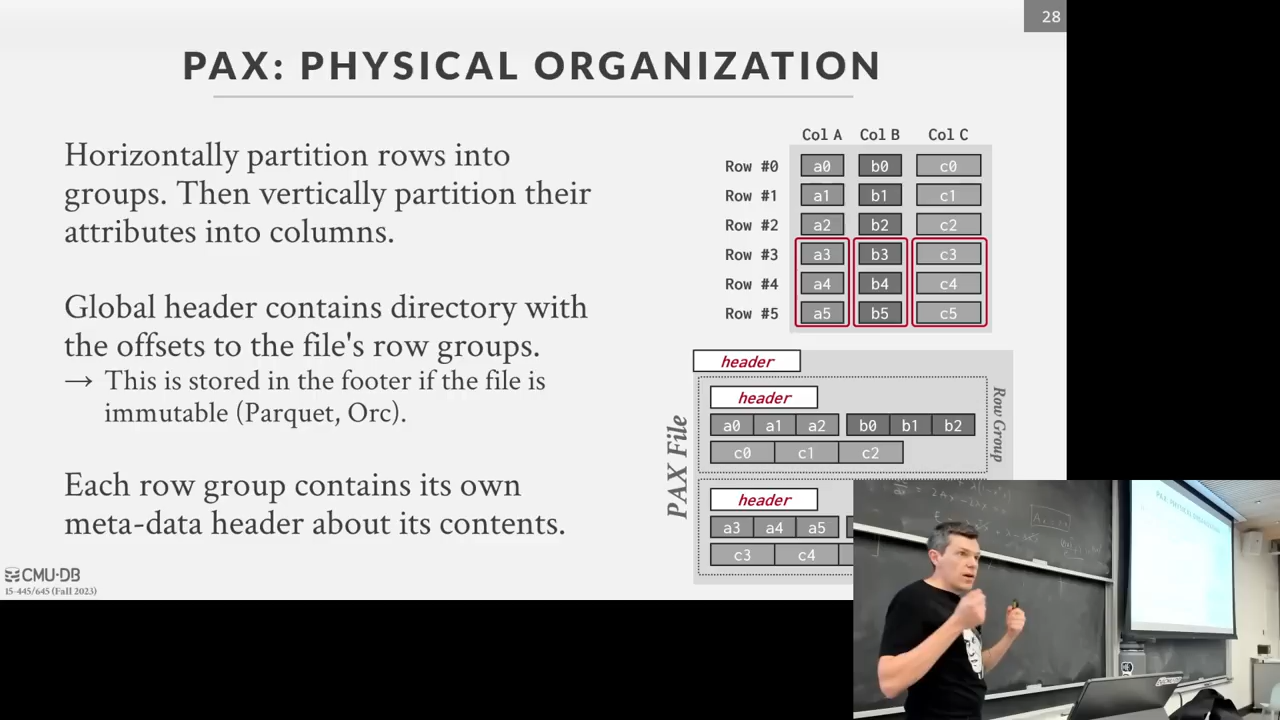 28
PAX: PHYSICAL ORGANIZATION
Horizontally partition rows into
groups. Then vertically partition their
attributes into columns.
Global header contains directory with
the offsets to the file's row groups.
→ This is stored in the footer if the file is
immutable (Parquet, Orc).
Each row group contains its own
meta-data header about its contents.
Col A Col B Col C
Row #0 a0 b0 c0
Row #1 a1 b1 c1
Row #2 a2 b2 c2
Row #3 a3 b3 c3
Row #4 a4 b4 c4
Row #5 a5 b5 c5
PAX File
header
Row Group
header
a0 a1 a2 b0 b1 b2
c0 c1 c2
header
a3 a4 a5
c3 c4
CMU·DB
15-445/645 (Fall 2023)
PAX: PHYSICAL ORGANIZATION